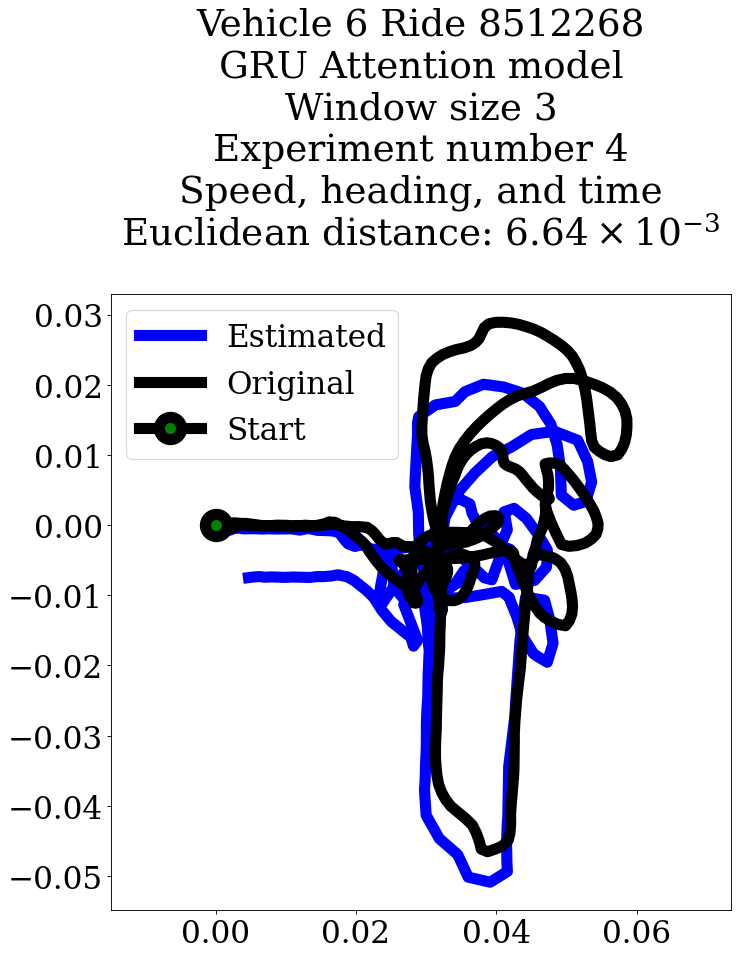 Vehicle 6 Ride 8512268
GRU Attention model
Window size 3
Experiment number 4
Speed, heading, and time
Euclidean distance: 6.64 × 10⁻³
0.03
0.02
0.01
0.00
−0.01
−0.02
−0.03
−0.04
−0.05
Estimated
Original
Start
0.00 0.02 0.04 0.06